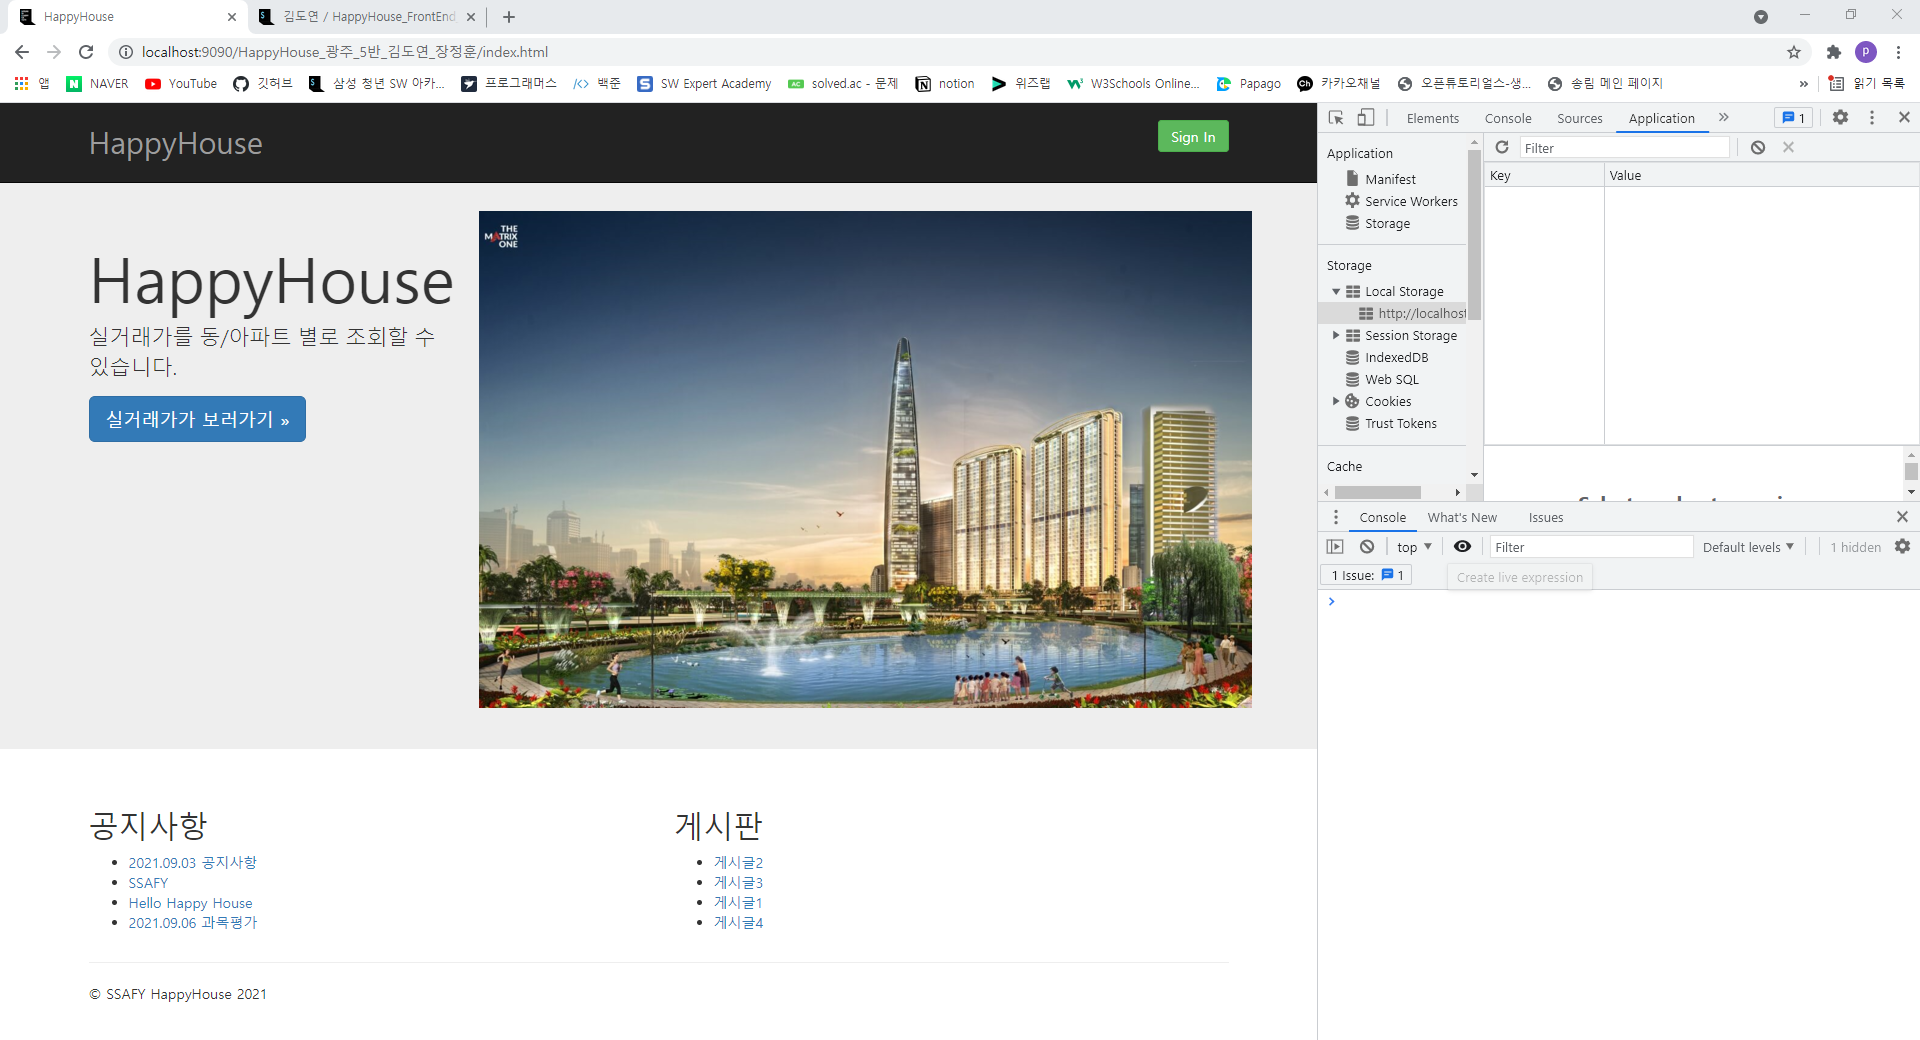 HappyHouse
김도연 / HappyHouse_FrontEnd
localhost:9090/HappyHouse_광주_5반_김도연_장정훈/index.html
P
앱 NAVER YouTube 깃허브 삼성 청년 SW 아카... 프로그래머스 백준 SW Expert Academy solved.ac - 문제 notion 위즈랩 W3Schools Online... Papago 카카오채널 오픈튜토리얼스-생... 송림 메인 페이지 » 읽기 목록
HappyHouse
Sign In
THE
MATRIX
ONE
HappyHouse
실거래가를 동/아파트 별로 조회할 수
있습니다.
실거래가가 보러가기 »
공지사항
2021.09.03 공지사항
SSAFY
Hello Happy House
2021.09.06 과목평가
게시판
게시글2
게시글3
게시글1
게시글4
© SSAFY HappyHouse 2021
Elements Console Sources Application » 1
Application
Manifest
Service Workers
Storage
Storage
Local Storage
http://localhost
Session Storage
IndexedDB
Web SQL
Cookies
Trust Tokens
Cache
Filter
Key Value
Console What's New Issues
top Filter Default levels 1 hidden
1 Issue: 1
Create live expression